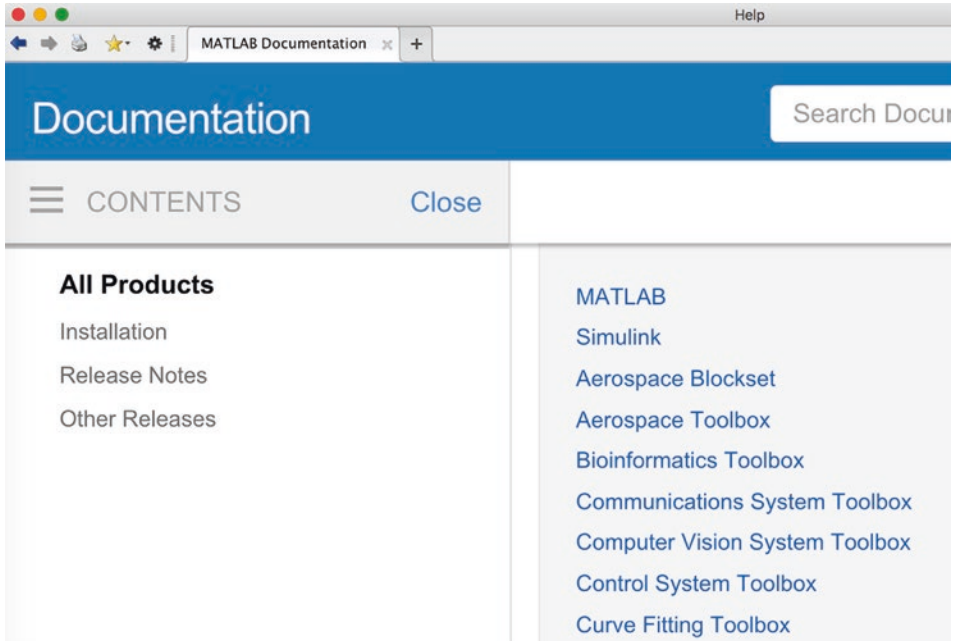 Help
MATLAB Documentation
Documentation
Search Docu
CONTENTS
Close
All Products
Installation
Release Notes
Other Releases
MATLAB
Simulink
Aerospace Blockset
Aerospace Toolbox
Bioinformatics Toolbox
Communications System Toolbox
Computer Vision System Toolbox
Control System Toolbox
Curve Fitting Toolbox